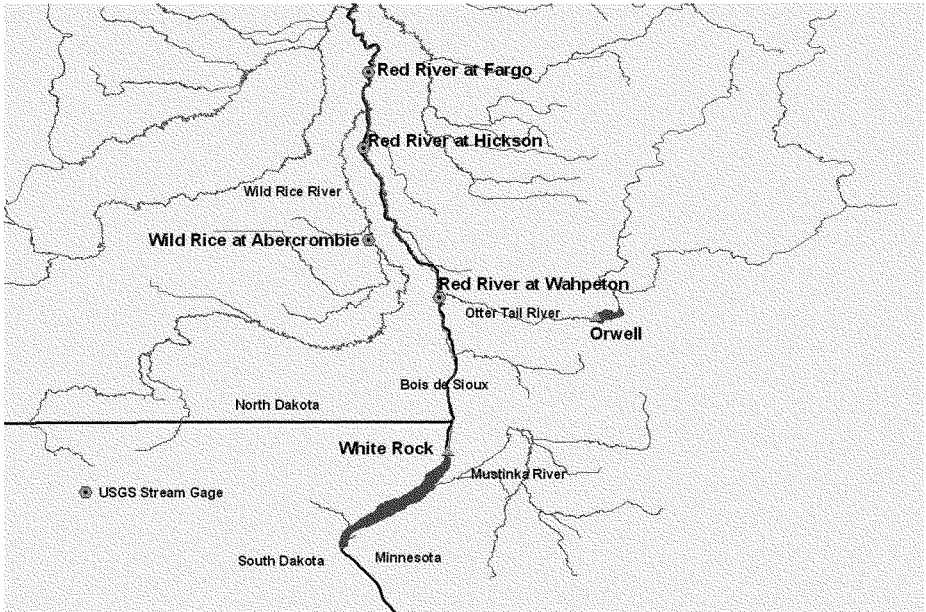 Red River at Fargo
Red River at Hickson
Wild Rice River
Wild Rice at Abercrombie
Red River at Wahpeton
Otter Tail River
Orwell
Bois de Sioux
North Dakota
White Rock
Mustinka River
USGS Stream Gage
South Dakota
Minnesota